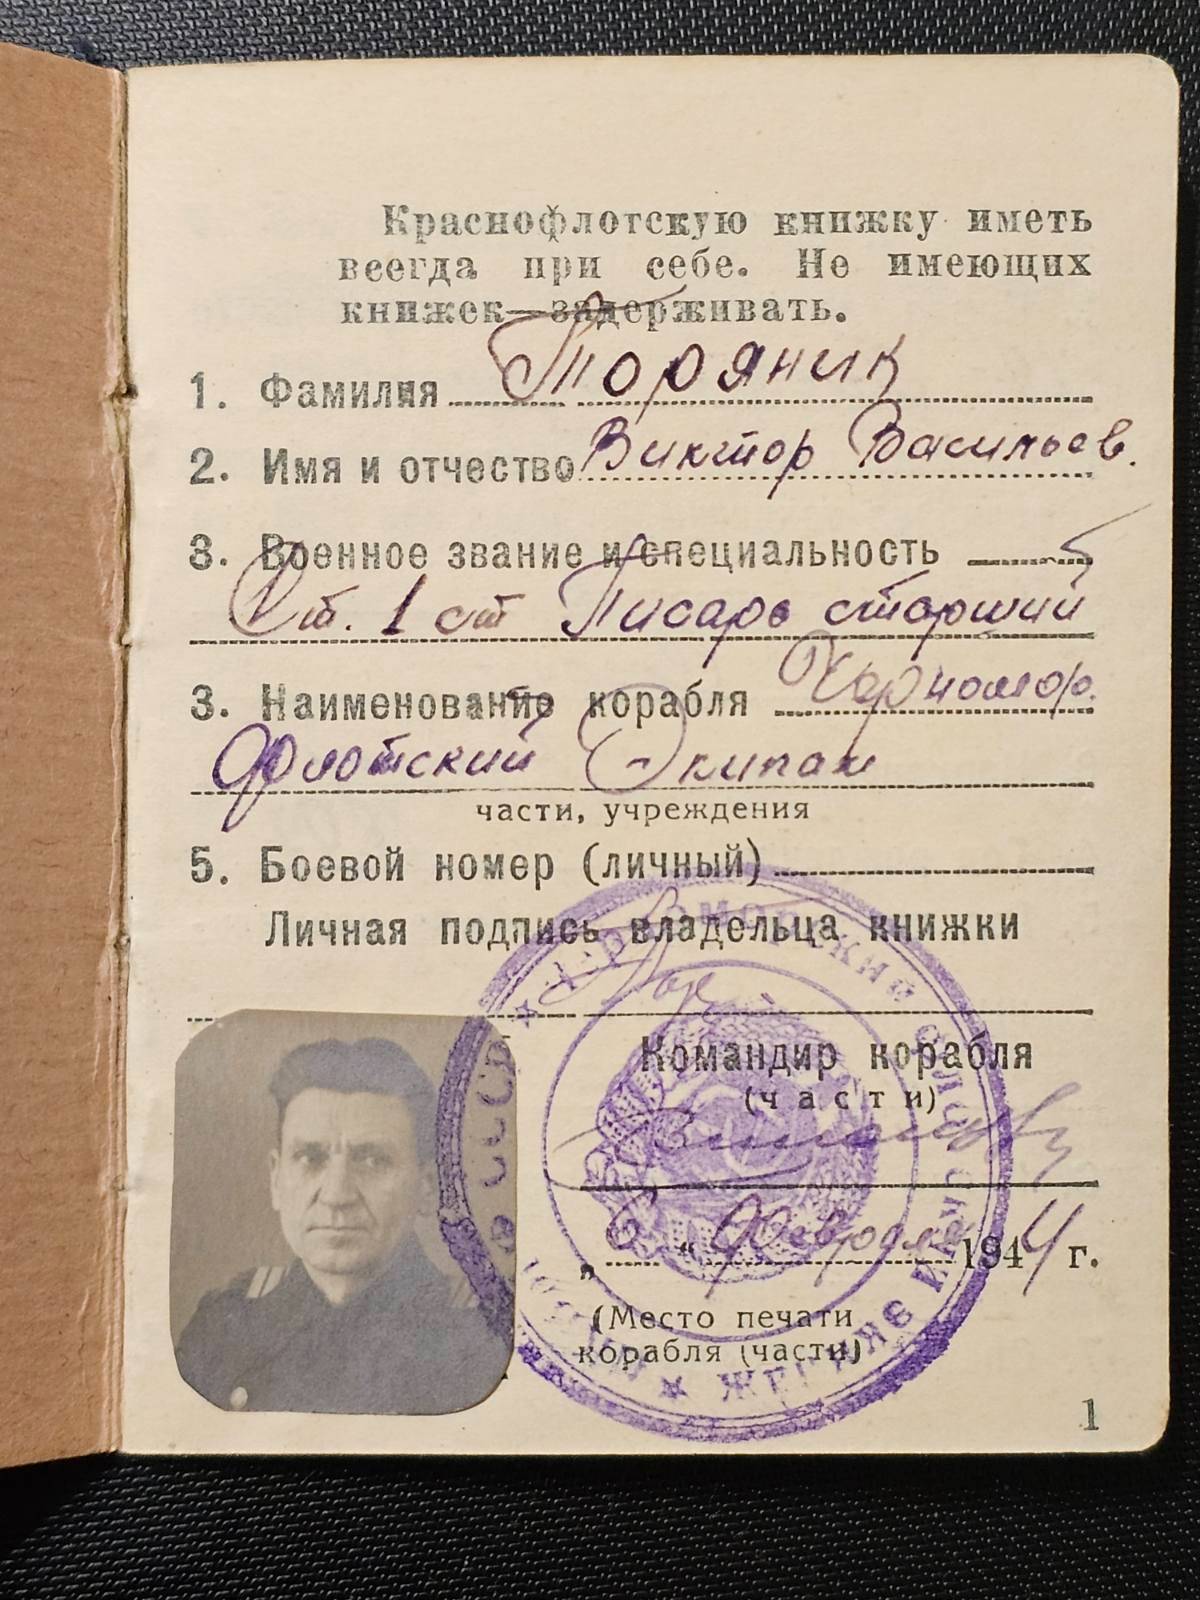 Краснофлотскую книжку иметь
всегда при себе. Не имеющих
книжек—задерживать.
1. Фамилия Торяник
2. Имя и отчество Виктор Васильев.
3. Военное звание и специальность
Ст. 1 ст Писарь старший
3. Наименование корабля Черномор.
Флотский Экипаж
части, учреждения
5. Боевой номер (личный)
Личная подпись владельца книжки
Командир корабля
(части)
„6“ Февраля 1944 г.
(Место печати
корабля (части)
СССР
1